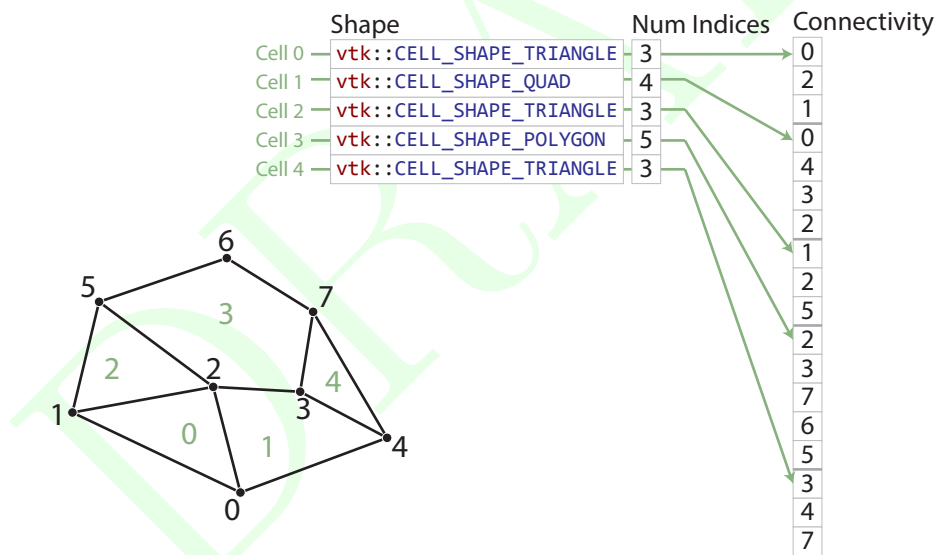 Shape Num Indices Connectivity
Cell 0 vtk::CELL_SHAPE_TRIANGLE 3 0
2
Cell 1 vtk::CELL_SHAPE_QUAD 4
1
Cell 2 vtk::CELL_SHAPE_TRIANGLE 3
0
Cell 3 vtk::CELL_SHAPE_POLYGON 5
4
Cell 4 vtk::CELL_SHAPE_TRIANGLE 3
3
2
1
2
5
2
3
7
6
5
3
4
7
6
5 7
3
2 2 4
3
1 0 1 4
0
DRA